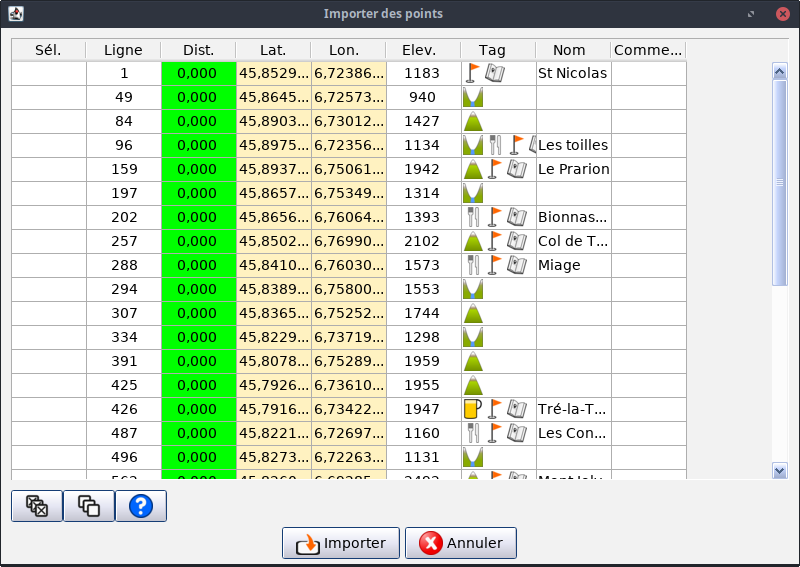 Importer des points
Sél. Ligne Dist. Lat. Lon. Elev. Tag Nom Comme...
1 0,000 45,8529... 6,72386... 1183 St Nicolas
49 0,000 45,8645... 6,72573... 940
84 0,000 45,8903... 6,73012... 1427
96 0,000 45,8975... 6,72356... 1134 Les toilles
159 0,000 45,8937... 6,75061... 1942 Le Prarion
197 0,000 45,8657... 6,75349... 1314
202 0,000 45,8656... 6,76064... 1393 Bionnas...
257 0,000 45,8502... 6,76990... 2102 Col de T...
288 0,000 45,8410... 6,76030... 1573 Miage
294 0,000 45,8389... 6,75800... 1553
307 0,000 45,8365... 6,75252... 1744
334 0,000 45,8229... 6,73719... 1298
391 0,000 45,8078... 6,75289... 1959
425 0,000 45,7926... 6,73610... 1955
426 0,000 45,7916... 6,73422... 1947 Tré-la-T...
487 0,000 45,8221... 6,72697... 1160 Les Con...
496 0,000 45,8273... 6,72263... 1131
Importer Annuler